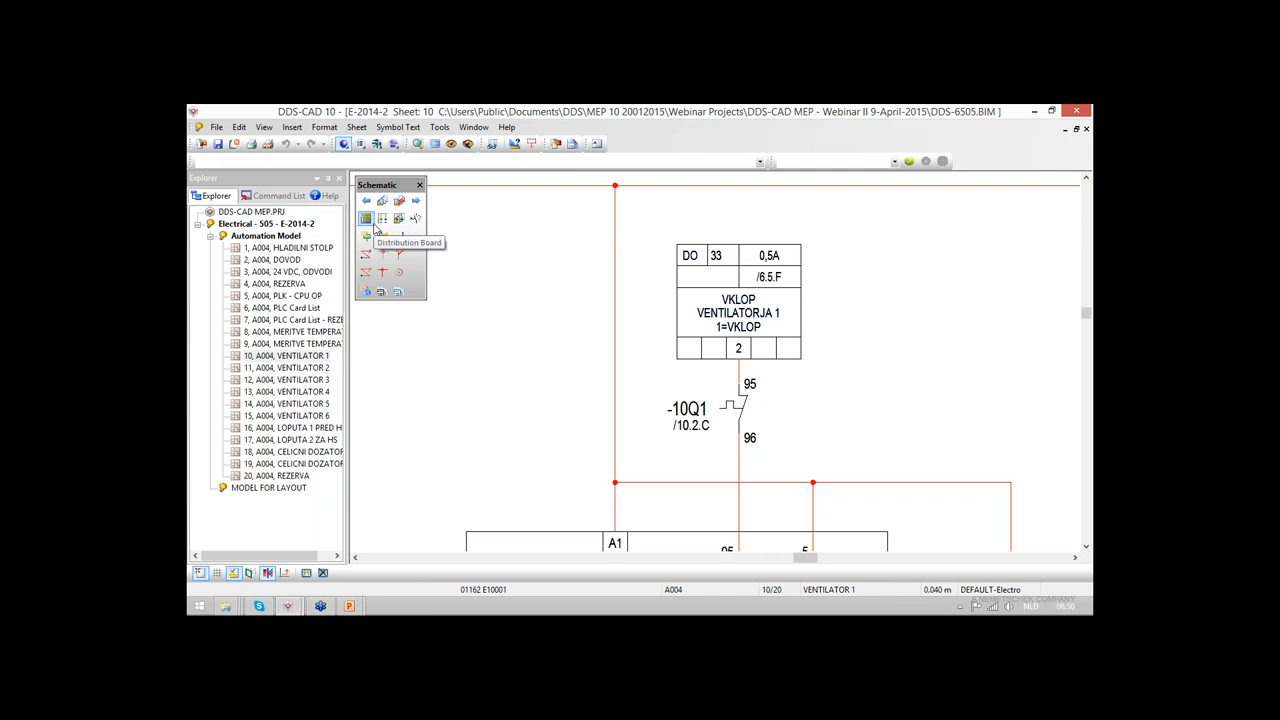 DDS-CAD 10 - [E-2014-2 Sheet: 10 C:\Users\Public\Documents\DDS\MEP 10 20012015\Webinar Projects\DDS-CAD MEP - Webinar II 9-April-2015\DDS-6505.BIM ]
File Edit View Insert Format Sheet Symbol Text Tools Window Help
Explorer
Explorer Command List Help
DDS-CAD MEP.PRJ
Electrical - 505 - E-2014-2
Automation Model
1, A004, HLADILNI STOLP
2, A004, DOVOD
3, A004, 24 VDC, ODVODI
4, A004, REZERVA
5, A004, PLK - CPU OP
6, A004, PLC Card List
7, A004, PLC Card List - REZE
8, A004, MERITVE TEMPERA
9, A004, MERITVE TEMPERA
10, A004, VENTILATOR 1
11, A004, VENTILATOR 2
12, A004, VENTILATOR 3
13, A004, VENTILATOR 4
14, A004, VENTILATOR 5
15, A004, VENTILATOR 6
16, A004, LOPUTA 1 PRED H
17, A004, LOPUTA 2 ZA HS
18, A004, CELICNI DOZATOR
19, A004, CELICNI DOZATOR
20, A004, REZERVA
MODEL FOR LAYOUT
Schematic
Distribution Board
DO 33 0,5A
/6.5.F
VKLOP
VENTILATORJA 1
1=VKLOP
2
95
-10Q1
/10.2.C
96
A1
95 5
01162 E10001 A004 10/20 VENTILATOR 1 0.040 m DEFAULT-Electro
A NEMETSCHEK COMPANY
NLD 08:50